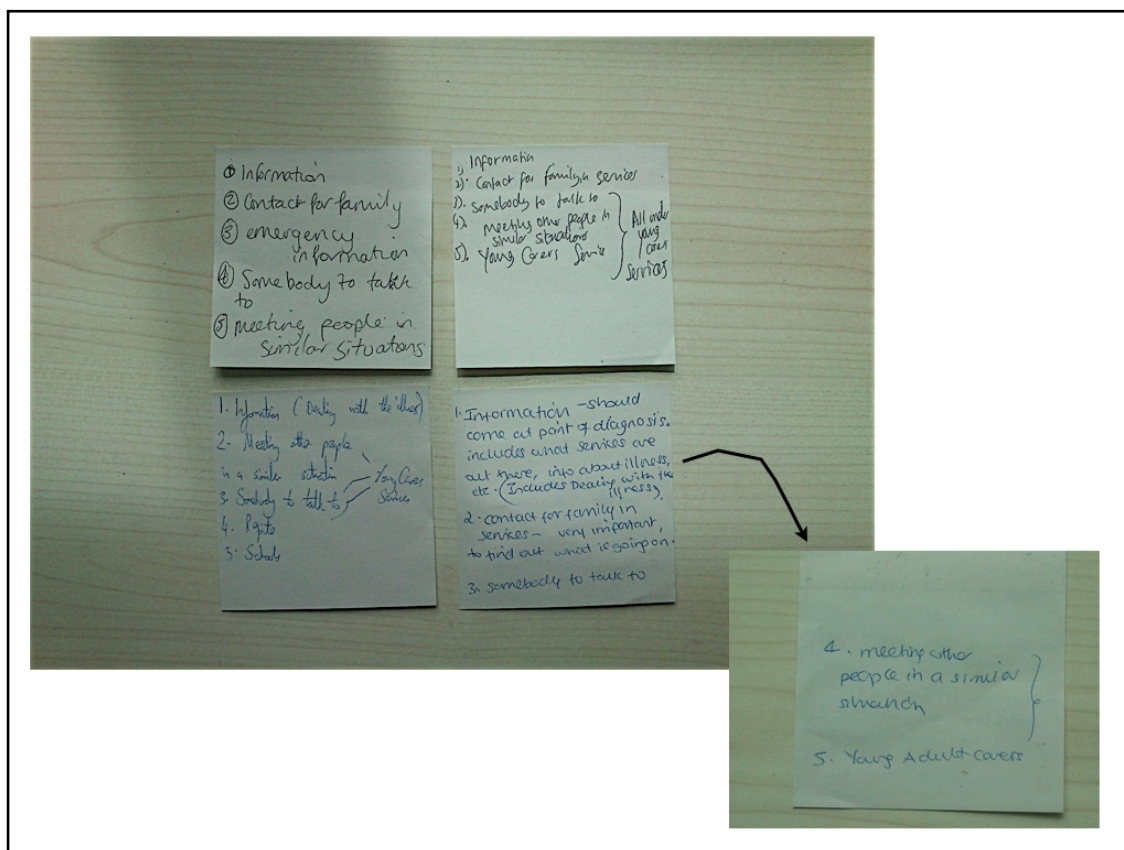 ① Information
② Contact for family
③ emergency
information
④ Somebody to talk
to
⑤ meeting people in
similar situations
1). Information
2). Contact for family in services
3). Somebody to talk to
4). meeting other people in
similar situations
5). Young Carers Service
All under
young
carers
services
1. Information (Dealing with the illness)
2. Meeting other people
in a similar situation
3. Somebody to talk to
Young Carers
Services
4.
5. Schools
1. Information - should
come at point of diagnosis.
includes what services are
out there, info about illness,
etc. (Includes Dealing with the
illness)
2. contact for family in
services - very important,
to find out what is going on.
3. somebody to talk to
4. meeting other
people in a similar
situation
5. Young Adult Carers